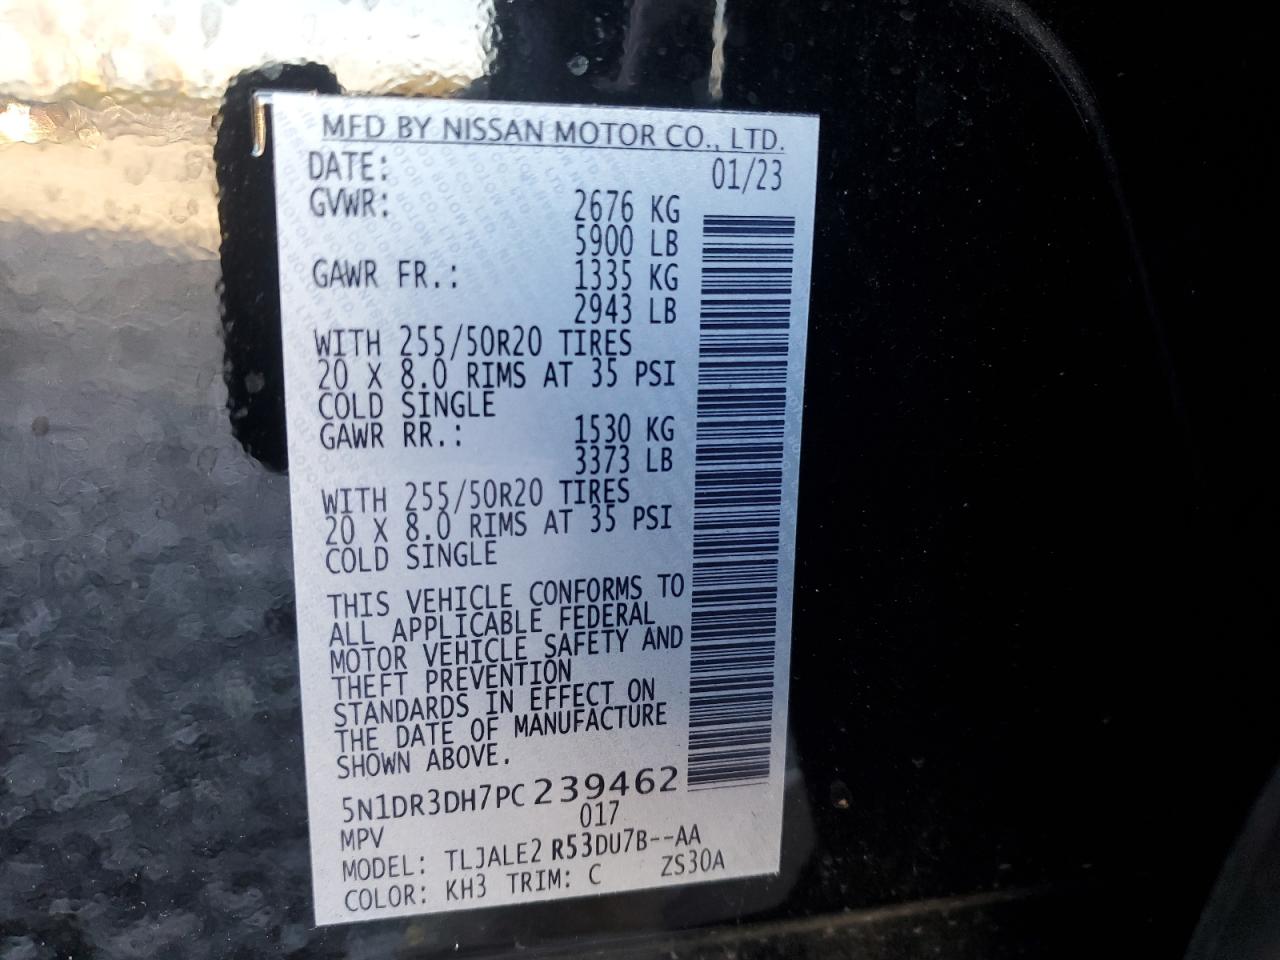 MFD BY NISSAN MOTOR CO., LTD.
DATE: 01/23
GVWR: 2676 KG
5900 LB
GAWR FR.: 1335 KG
2943 LB
WITH 255/50R20 TIRES
20 X 8.0 RIMS AT 35 PSI
COLD SINGLE
GAWR RR.: 1530 KG
3373 LB
WITH 255/50R20 TIRES
20 X 8.0 RIMS AT 35 PSI
COLD SINGLE
THIS VEHICLE CONFORMS TO
ALL APPLICABLE FEDERAL
MOTOR VEHICLE SAFETY AND
THEFT PREVENTION
STANDARDS IN EFFECT ON
THE DATE OF MANUFACTURE
SHOWN ABOVE.
5N1DR3DH7PC239462
MPV 017
MODEL: TLJALE2 R53DU7B--AA
COLOR: KH3 TRIM: C ZS30A